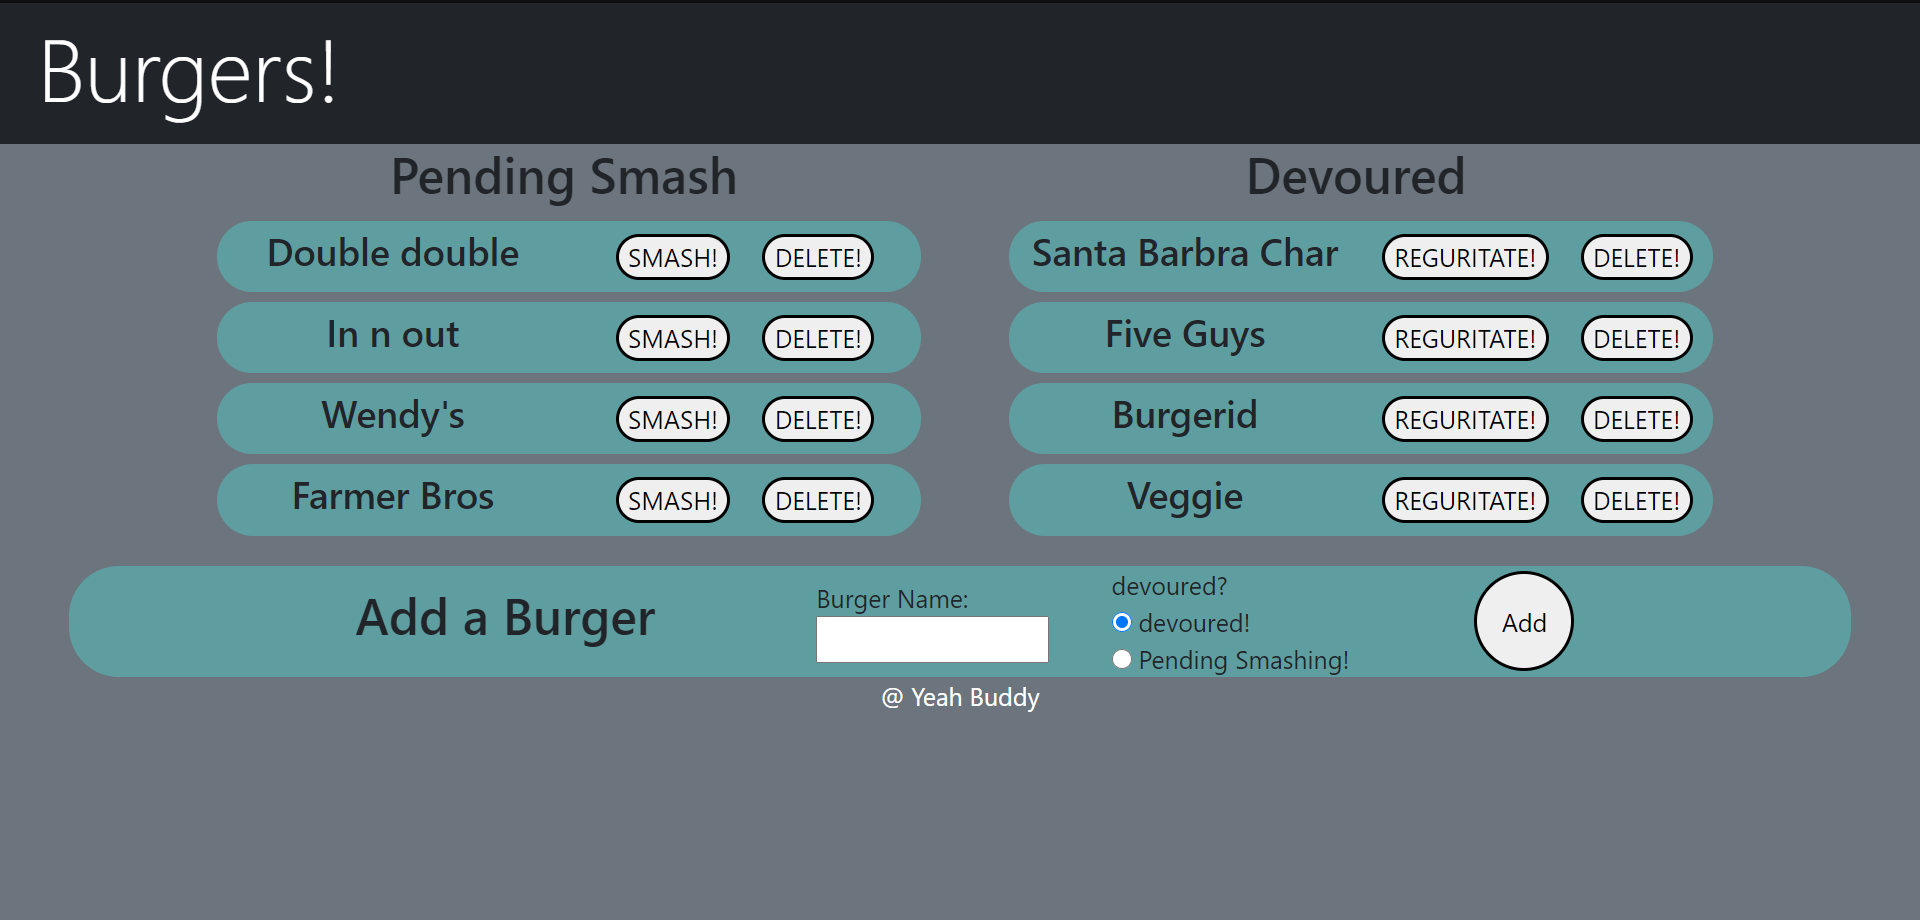 Burgers!
Pending Smash
Double double SMASH! DELETE!
In n out SMASH! DELETE!
Wendy's SMASH! DELETE!
Farmer Bros SMASH! DELETE!
Devoured
Santa Barbra Char REGURITATE! DELETE!
Five Guys REGURITATE! DELETE!
Burgerid REGURITATE! DELETE!
Veggie REGURITATE! DELETE!
Add a Burger
Burger Name:
devoured?
devoured!
Pending Smashing!
Add
@ Yeah Buddy